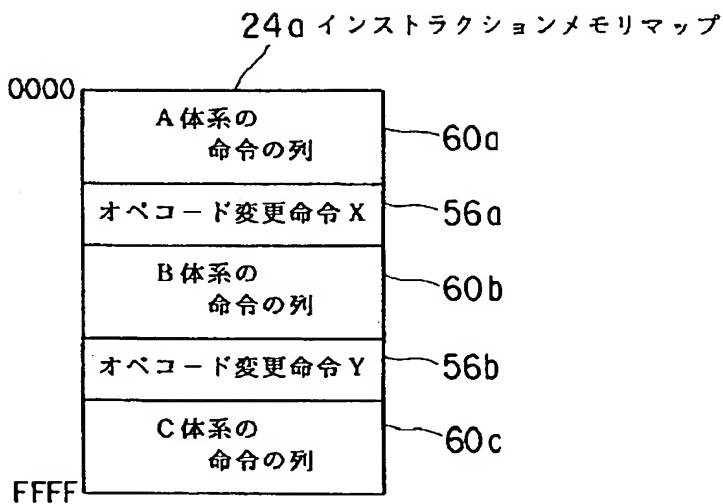 24a インストラクションメモリマップ
0000
A体系の
命令の列
60a
オペコード変更命令X
56a
B体系の
命令の列
60b
オペコード変更命令Y
56b
C体系の
命令の列
60c
FFFF